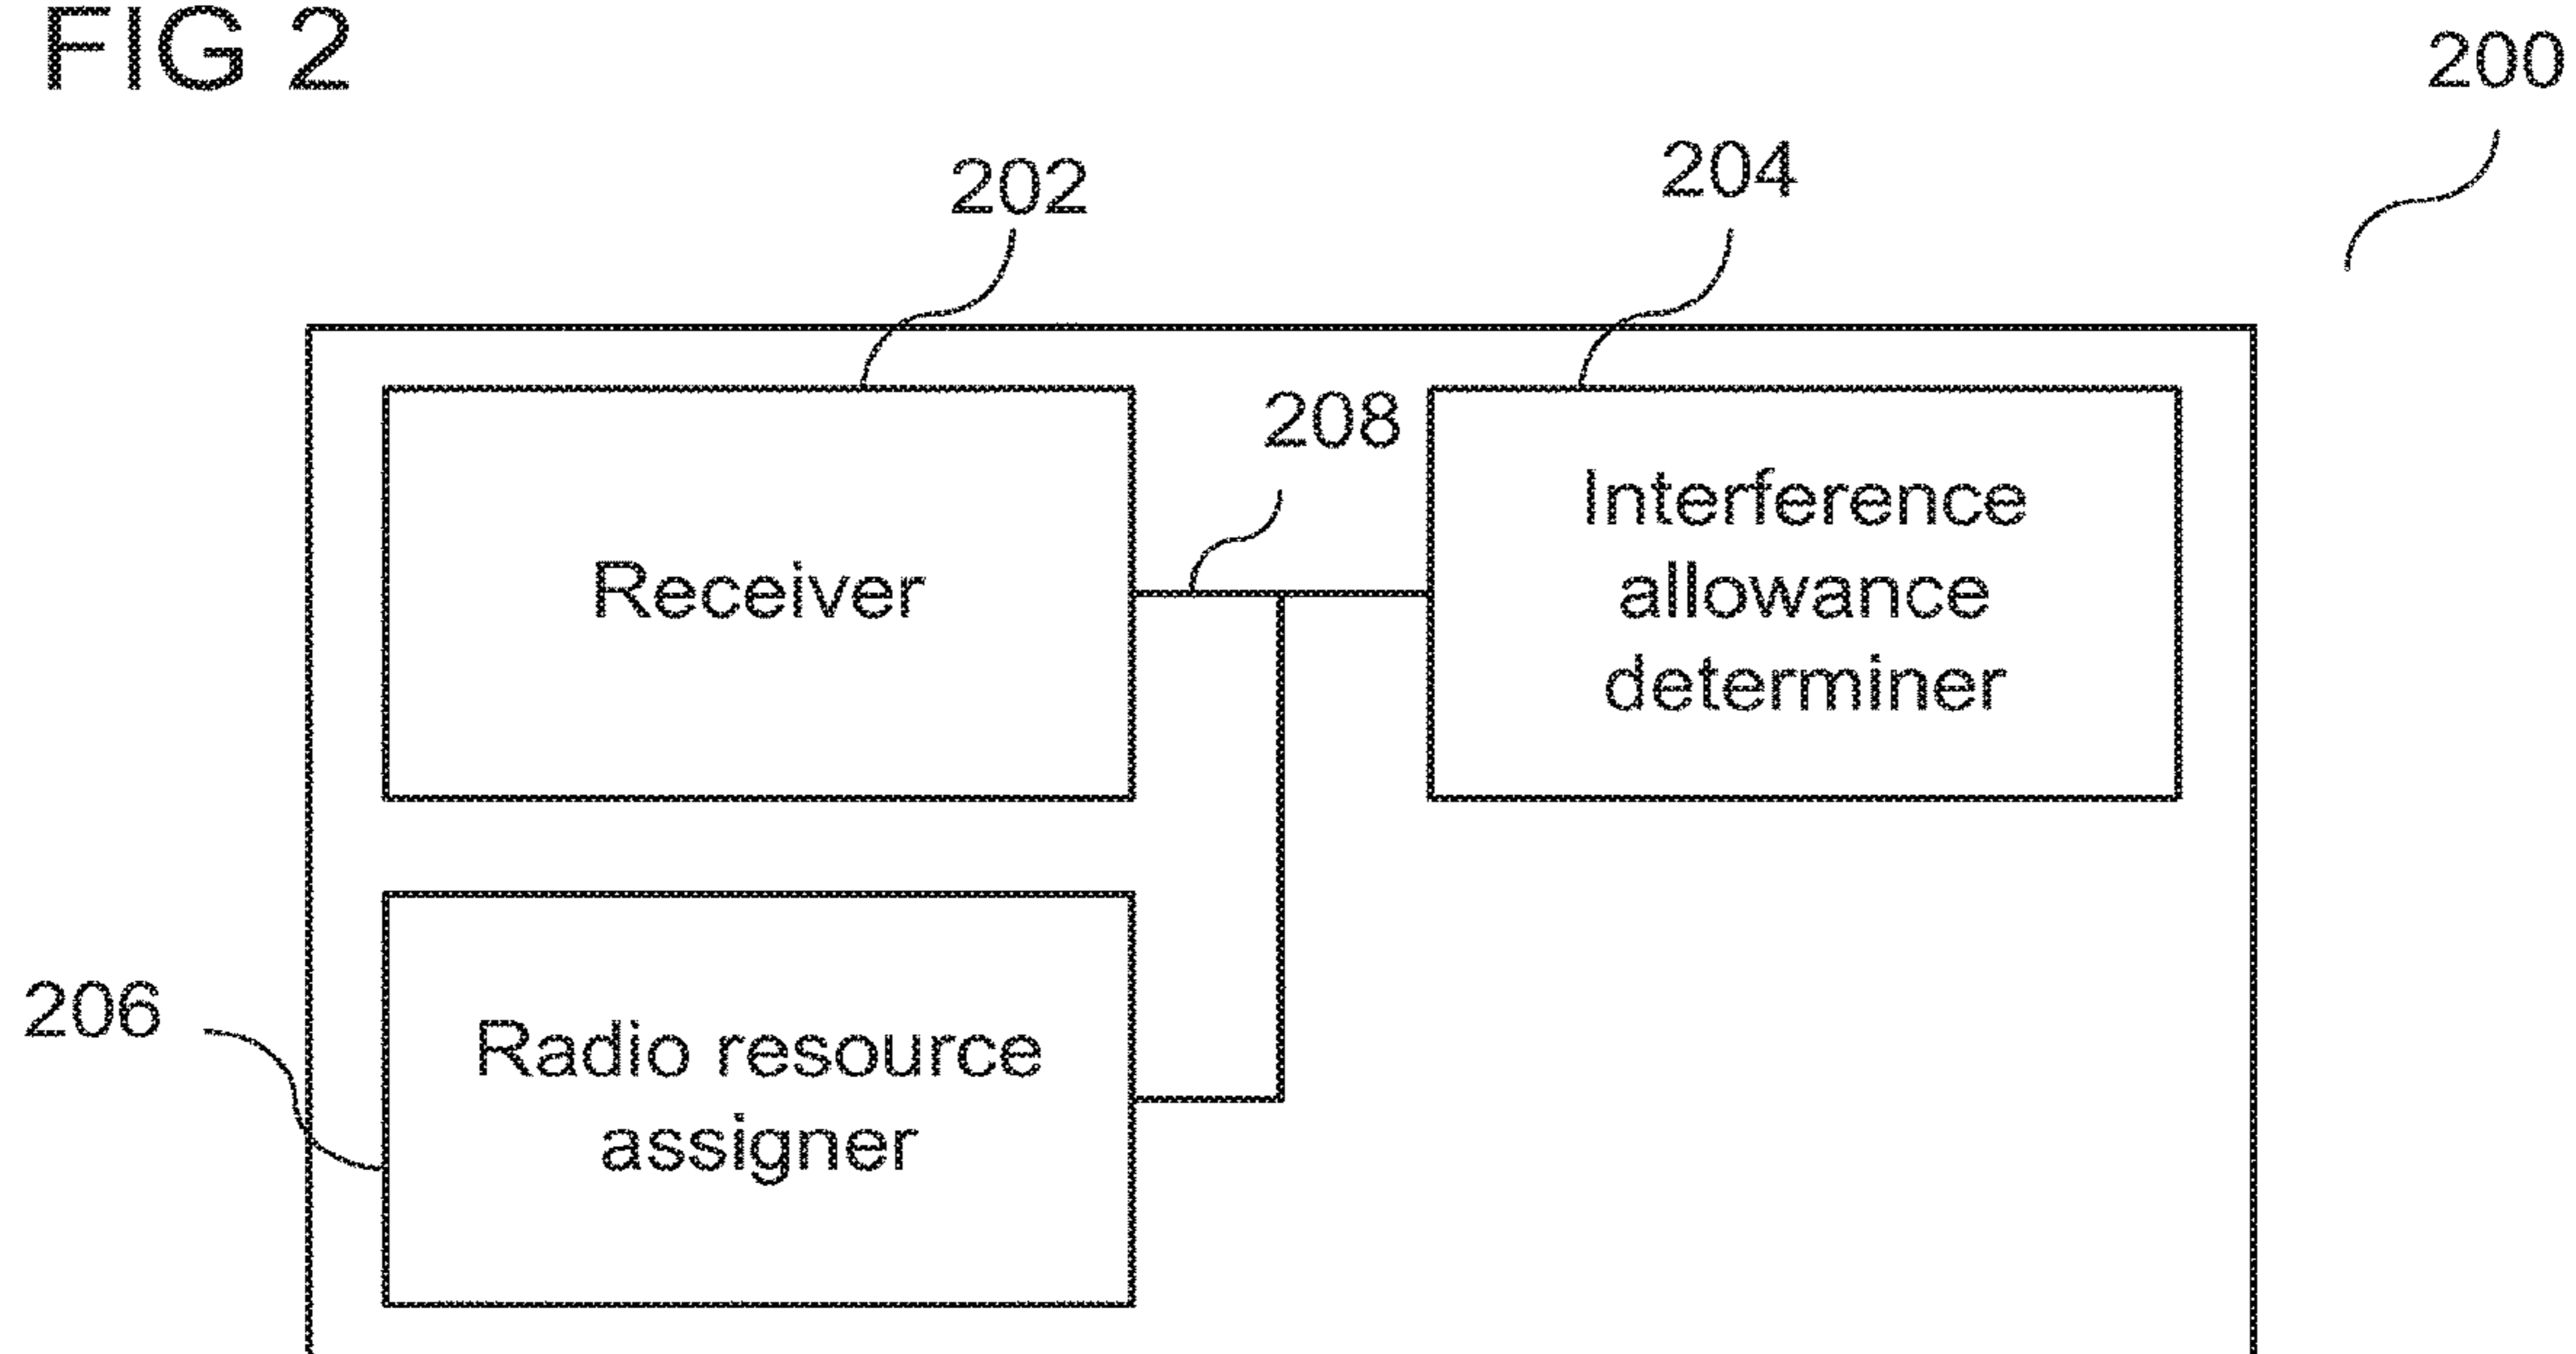 FIG 2
200
202
204
208
Receiver
Interference
allowance
determiner
206
Radio resource
assigner